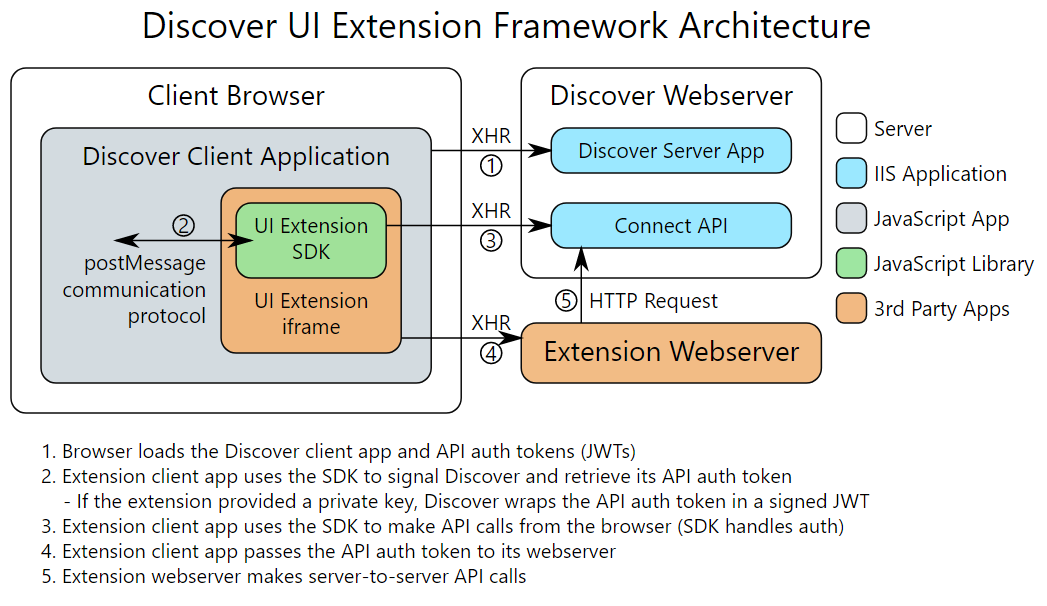 Discover UI Extension Framework Architecture
Client Browser
Discover Client Application
UI Extension
SDK
UI Extension
iframe
2
postMessage
communication
protocol
XHR
1
XHR
3
XHR
4
Discover Webserver
Discover Server App
Connect API
5 HTTP Request
Extension Webserver
Server
IIS Application
JavaScript App
JavaScript Library
3rd Party Apps
1. Browser loads the Discover client app and API auth tokens (JWTs)
2. Extension client app uses the SDK to signal Discover and retrieve its API auth token
- If the extension provided a private key, Discover wraps the API auth token in a signed JWT
3. Extension client app uses the SDK to make API calls from the browser (SDK handles auth)
4. Extension client app passes the API auth token to its webserver
5. Extension webserver makes server-to-server API calls